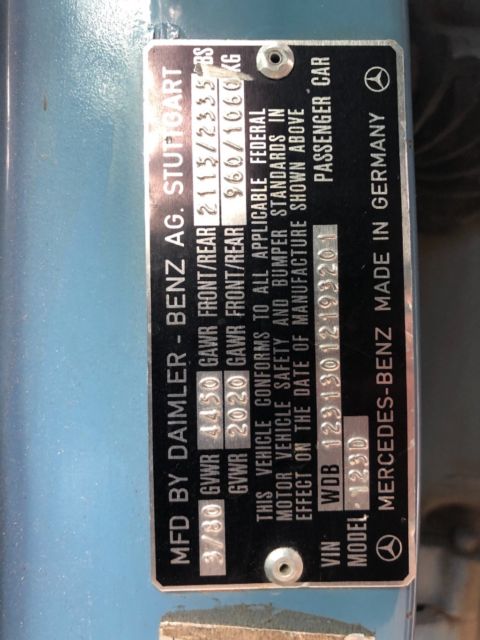 MFD BY DAIMLER - BENZ AG. STUTTGART
3/80 GVWR 4450 GAWR FRONT/REAR 2115/2335 LBS
GVWR 2020 GAWR FRONT/REAR 960/1060 KG
THIS VEHICLE CONFORMS TO ALL APPLICABLE FEDERAL
MOTOR VEHICLE SAFETY AND BUMPER STANDARDS IN
EFFECT ON THE DATE OF MANUFACTURE SHOWN ABOVE
VIN WDB 12313012193201 PASSENGER CAR
MODEL 123D
MERCEDES-BENZ MADE IN GERMANY